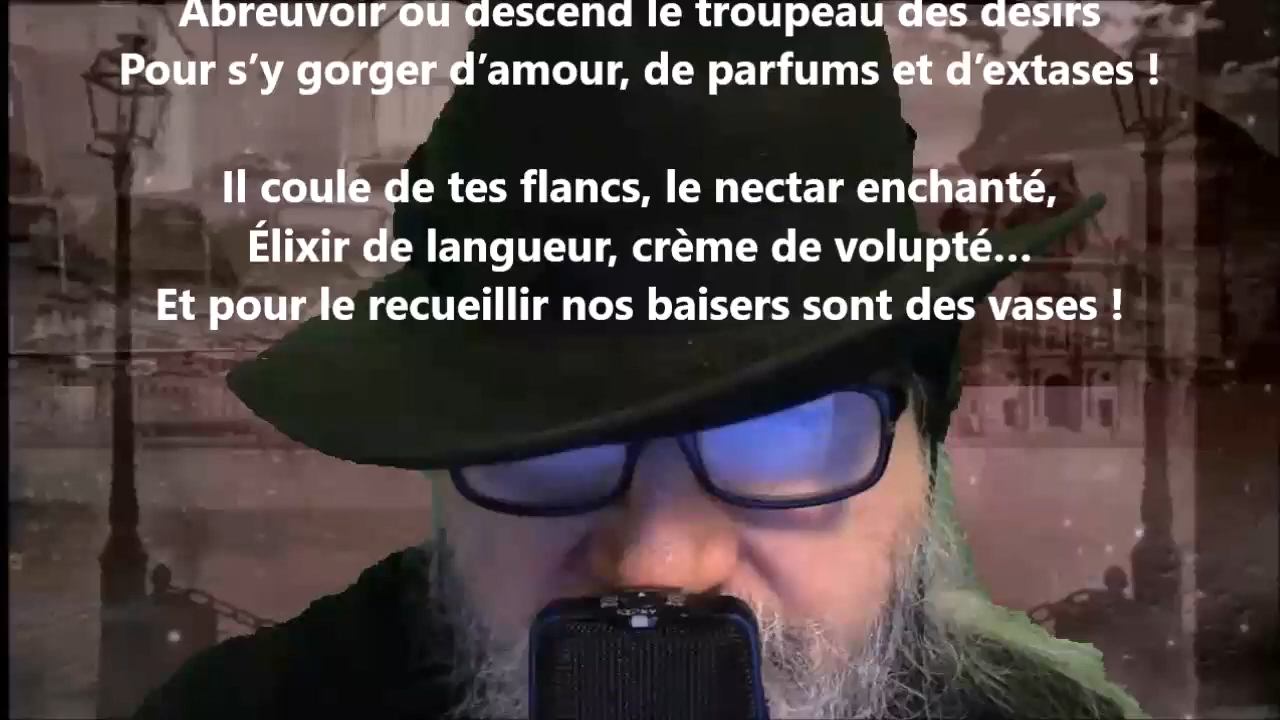 Abreuvoir où descend le troupeau des désirs
Pour s’y gorger d’amour, de parfums et d’extases !
Il coule de tes flancs, le nectar enchanté,
Élixir de langueur, crème de volupté...
Et pour le recueillir nos baisers sont des vases !